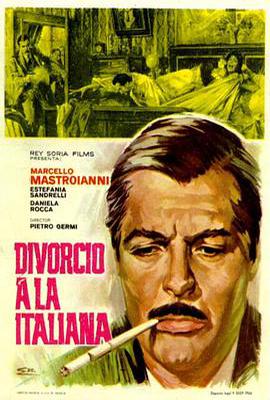 REY SORIA FILMS
PRESENTA:
MARCELLO
MASTROIANNI
ESTEFANIA
SANDRELLI
DANIELA
ROCCA
DIRECTOR
PIETRO GERMI
DIVORCIO
A LA
ITALIANA